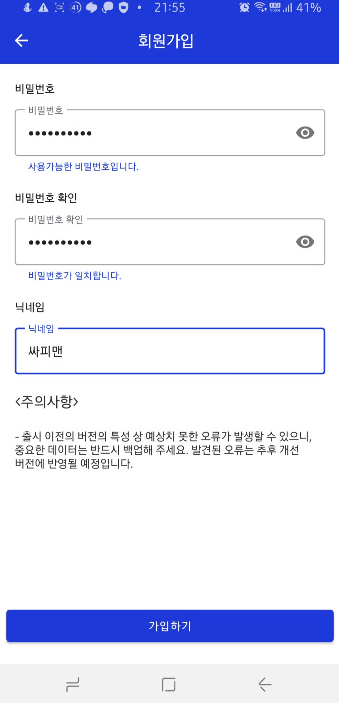 21:55
41%
회원가입
비밀번호
비밀번호
●●●●●●●●●●
사용가능한 비밀번호입니다.
비밀번호 확인
비밀번호 확인
●●●●●●●●●●
비밀번호가 일치합니다.
닉네임
닉네임
싸피맨
<주의사항>
- 출시 이전의 버전의 특성 상 예상치 못한 오류가 발생할 수 있으니,
중요한 데이터는 반드시 백업해 주세요. 발견된 오류는 추후 개선
버전에 반영될 예정입니다.
가입하기